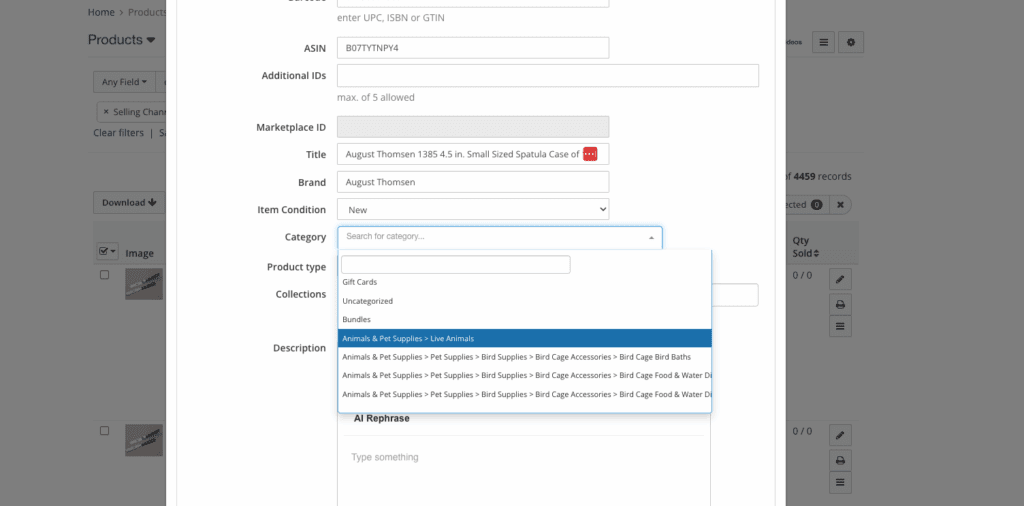 Home > Products
Products
enter UPC, ISBN or GTIN
ASIN
B07TYTNPY4
Any Field
Additional IDs
max. of 5 allowed
× Selling Chann
Clear filters |
Marketplace ID
Title
August Thomsen 1385 4.5 in. Small Sized Spatula Case of
of 4459 records
Brand
August Thomsen
Download
Item Condition
New
ected 0
Category
Search for category...
Image
Qty
Sold
Product type
Gift Cards
0 / 0
Collections
Uncategorized
Bundles
Animals & Pet Supplies > Live Animals
Description
Animals & Pet Supplies > Pet Supplies > Bird Supplies > Bird Cage Accessories > Bird Cage Bird Baths
Animals & Pet Supplies > Pet Supplies > Bird Supplies > Bird Cage Accessories > Bird Cage Food & Water Di
Animals & Pet Supplies > Pet Supplies > Bird Supplies > Bird Cage Accessories > Bird Cage Food & Water Di
AI Rephrase
0 / 0
Type something